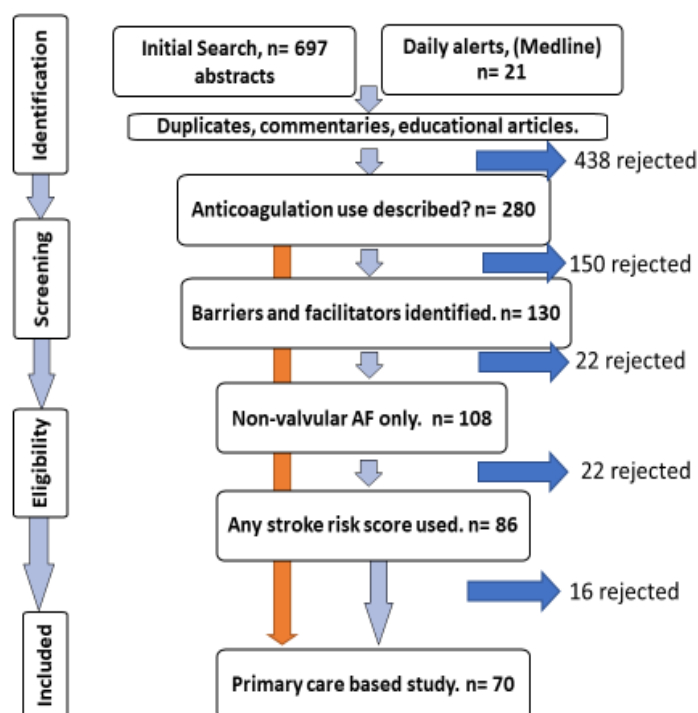 Initial Search, n= 697
abstracts
Daily alerts, (Medline)
n= 21
Identification
Duplicates, commentaries, educational articles.
438 rejected
Anticoagulation use described? n= 280
Screening
150 rejected
Barriers and facilitators identified. n= 130
22 rejected
Eligibility
Non-valvular AF only. n= 108
22 rejected
Any stroke risk score used. n= 86
16 rejected
Included
Primary care based study. n= 70